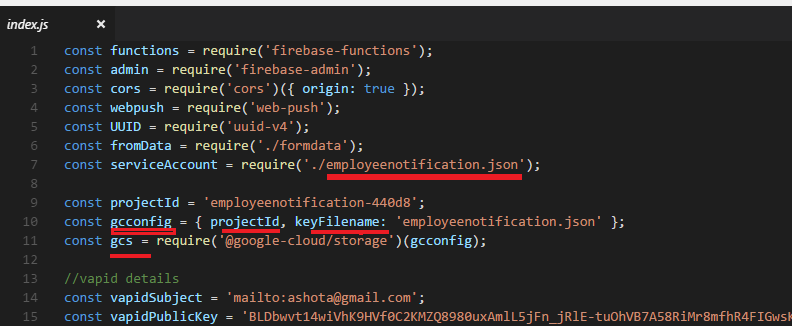 index.js ×
1 const functions = require('firebase-functions');
2 const admin = require('firebase-admin');
3 const cors = require('cors')({ origin: true });
4 const webpush = require('web-push');
5 const UUID = require('uuid-v4');
6 const fromData = require('./formdata');
7 const serviceAccount = require('./employeenotification.json');
8
9 const projectId = 'employeenotification-440d8';
10 const gcconfig = { projectId, keyFilename: 'employeenotification.json' };
11 const gcs = require('@google-cloud/storage')(gcconfig);
12
13 //vapid details
14 const vapidSubject = 'mailto:ashota@gmail.com';
15 const vapidPublicKey = 'BLDbwvt14wiVhK9HVf0C2KMZQ8980uxAmlL5jFn_jRlE-tuOhVB7A58RiMr8mfhR4FIGwsk